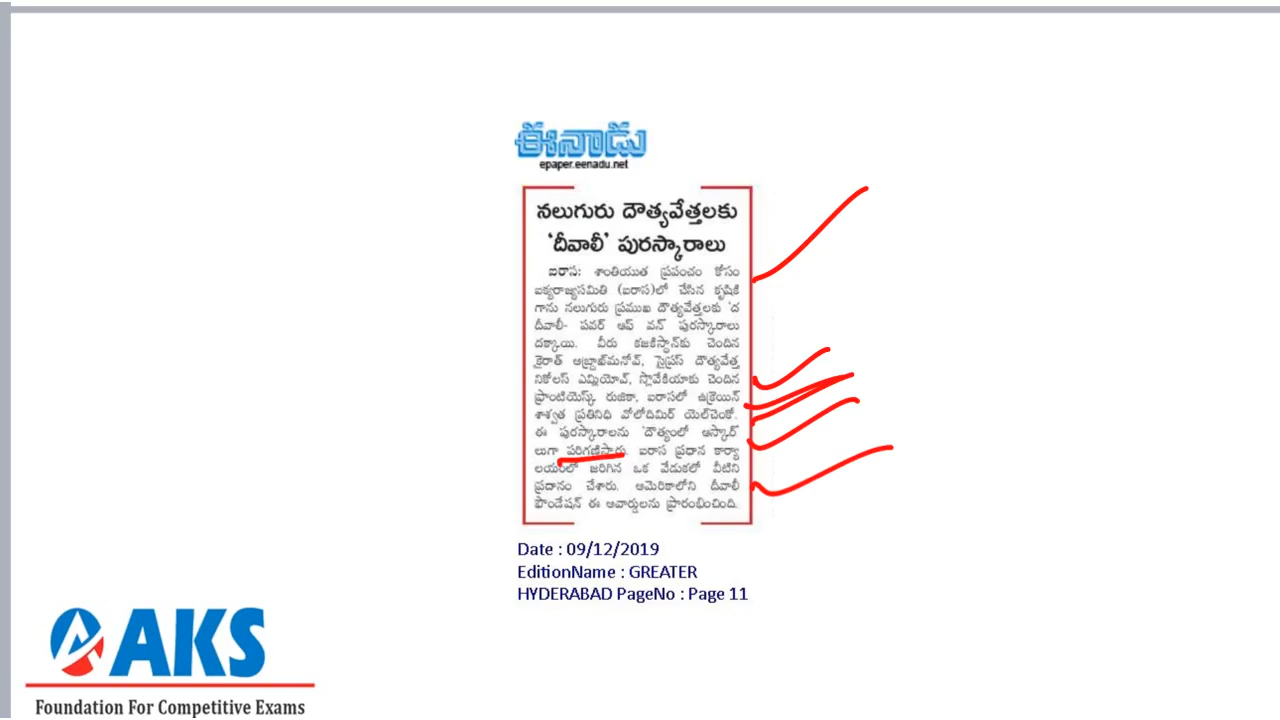 ఈనాడు
epaper.eenadu.net
నలుగురు దౌత్యవేత్తలకు
‘దీవాలీ’ పురస్కారాలు
ఐరాస: శాంతియుత ప్రపంచం కోసం
ఐక్యరాజ్యసమితి (ఐరాస)లో చేసిన కృషికి
గాను నలుగురు ప్రముఖ దౌత్యవేత్తలకు ‘ద
దీవాలీ- పవర్ ఆఫ్ వన్’ పురస్కారాలు
దక్కాయి. వీరు కజకిస్థాన్‌కు చెందిన
కైరాత్ అబ్ద్రాఖ్‌మనోవ్, సైప్రస్ దౌత్యవేత్త
నికోలస్ ఎమ్లియోవ్, స్లొవేకియాకు చెందిన
ఫ్రాంటియెస్క్ రుజికా, ఐరాసలో ఉక్రెయిన్
శాశ్వత ప్రతినిధి వోలోదిమిర్ యెల్‌చెంకో.
ఈ పురస్కారాలను ‘దౌత్యంలో ఆస్కార్’
లుగా పరిగణిస్తారు. ఐరాస ప్రధాన కార్యా
లయంలో జరిగిన ఒక వేడుకలో వీటిని
ప్రదానం చేశారు. అమెరికాలోని దీవాలీ
ఫౌండేషన్ ఈ అవార్డులను ప్రారంభించింది.
Date : 09/12/2019
EditionName : GREATER
HYDERABAD PageNo : Page 11
AKS
Foundation For Competitive Exams